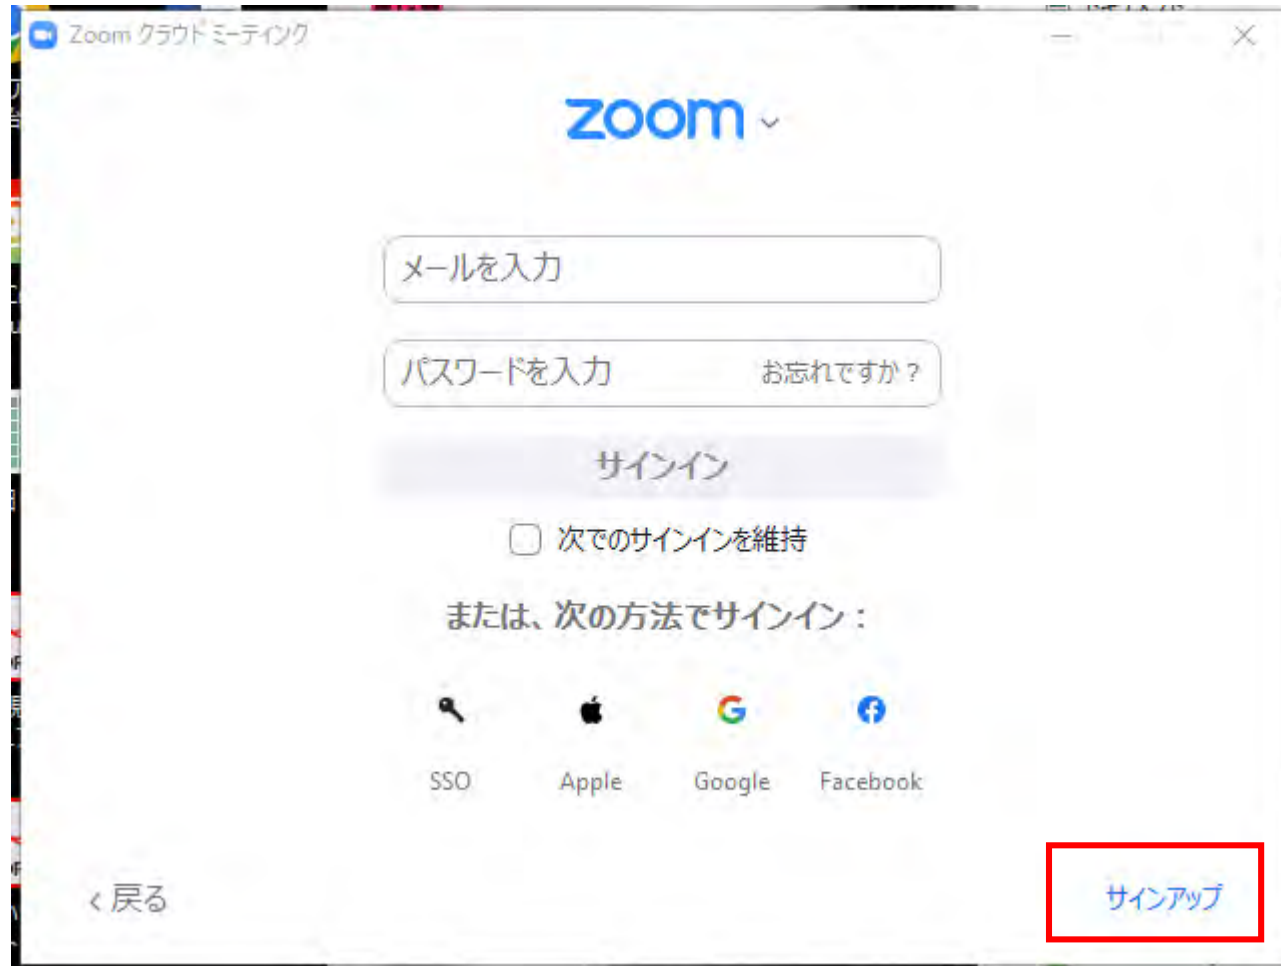 Zoom クラウド ミーティング
zoom
メールを入力
パスワードを入力 お忘れですか？
サインイン
次でのサインインを維持
または、次の方法でサインイン：
SSO Apple Google Facebook
‹ 戻る サインアップ